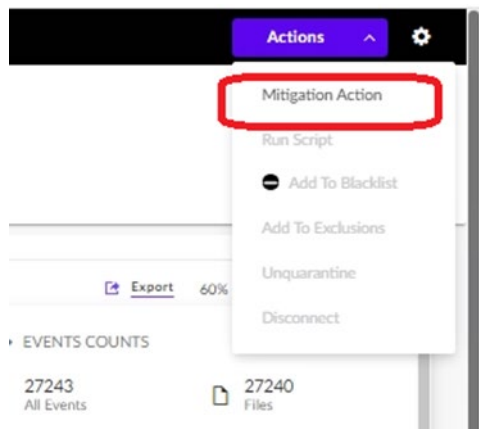 Actions
Mitigation Action
Run Script
Add To Blacklist
Add To Exclusions
Unquarantine
Disconnect
Export 60%
EVENTS COUNTS
27243 27240
All Events Files